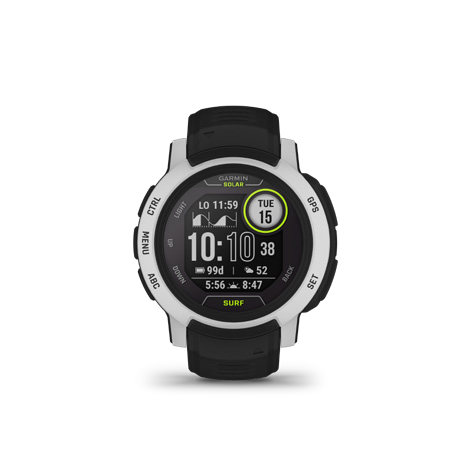 GARMIN
SOLAR
CTRL
LIGHT
GPS
LO 11:59
TUE
15
MENU
UP
10:10 38
ABC
DOWN
99d
52
BACK
SET
5:56
8:47
SURF